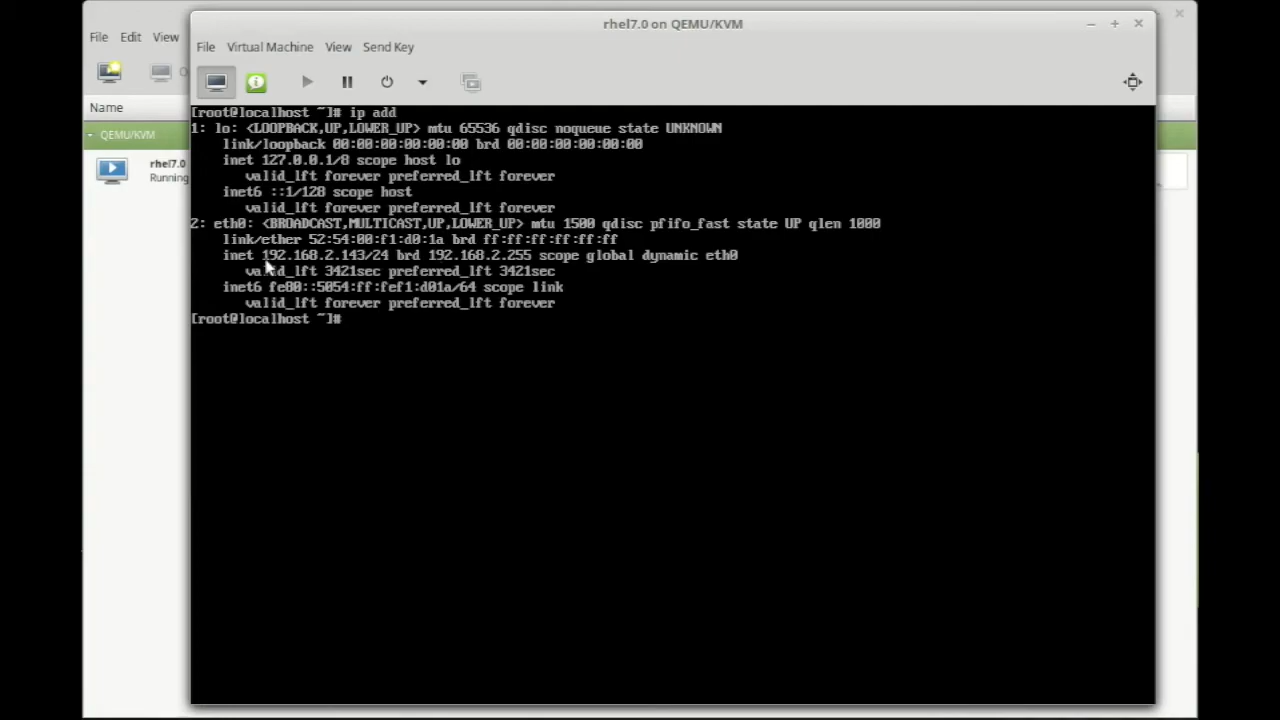 rhel7.0 on QEMU/KVM
File Edit View
File Virtual Machine View Send Key
Name
QEMU/KVM
rhel7.0
Running
[root@localhost ~]# ip add
1: lo: <LOOPBACK,UP,LOWER_UP> mtu 65536 qdisc noqueue state UNKNOWN
link/loopback 00:00:00:00:00:00 brd 00:00:00:00:00:00
inet 127.0.0.1/8 scope host lo
valid_lft forever preferred_lft forever
inet6 ::1/128 scope host
valid_lft forever preferred_lft forever
2: eth0: <BROADCAST,MULTICAST,UP,LOWER_UP> mtu 1500 qdisc pfifo_fast state UP qlen 1000
link/ether 52:54:00:f1:d0:1a brd ff:ff:ff:ff:ff:ff
inet 192.168.2.143/24 brd 192.168.2.255 scope global dynamic eth0
valid_lft 3421sec preferred_lft 3421sec
inet6 fe80::5054:ff:fef1:d01a/64 scope link
valid_lft forever preferred_lft forever
[root@localhost ~]#